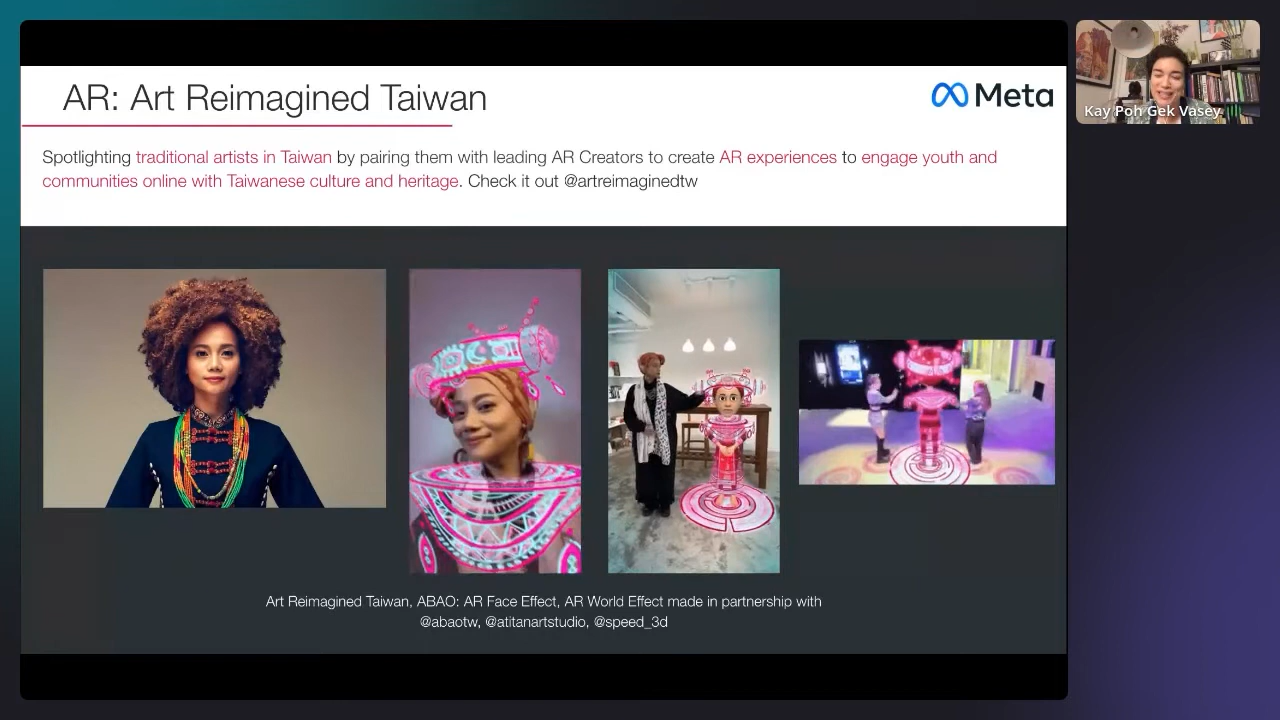 AR: Art Reimagined Taiwan
Meta
Spotlighting traditional artists in Taiwan by pairing them with leading AR Creators to create AR experiences to engage youth and
communities online with Taiwanese culture and heritage. Check it out @artreimaginedtw
Kay Poh Gek Vasey
Art Reimagined Taiwan, ABAO: AR Face Effect, AR World Effect made in partnership with
@abaotw, @atitanartstudio, @speed_3d